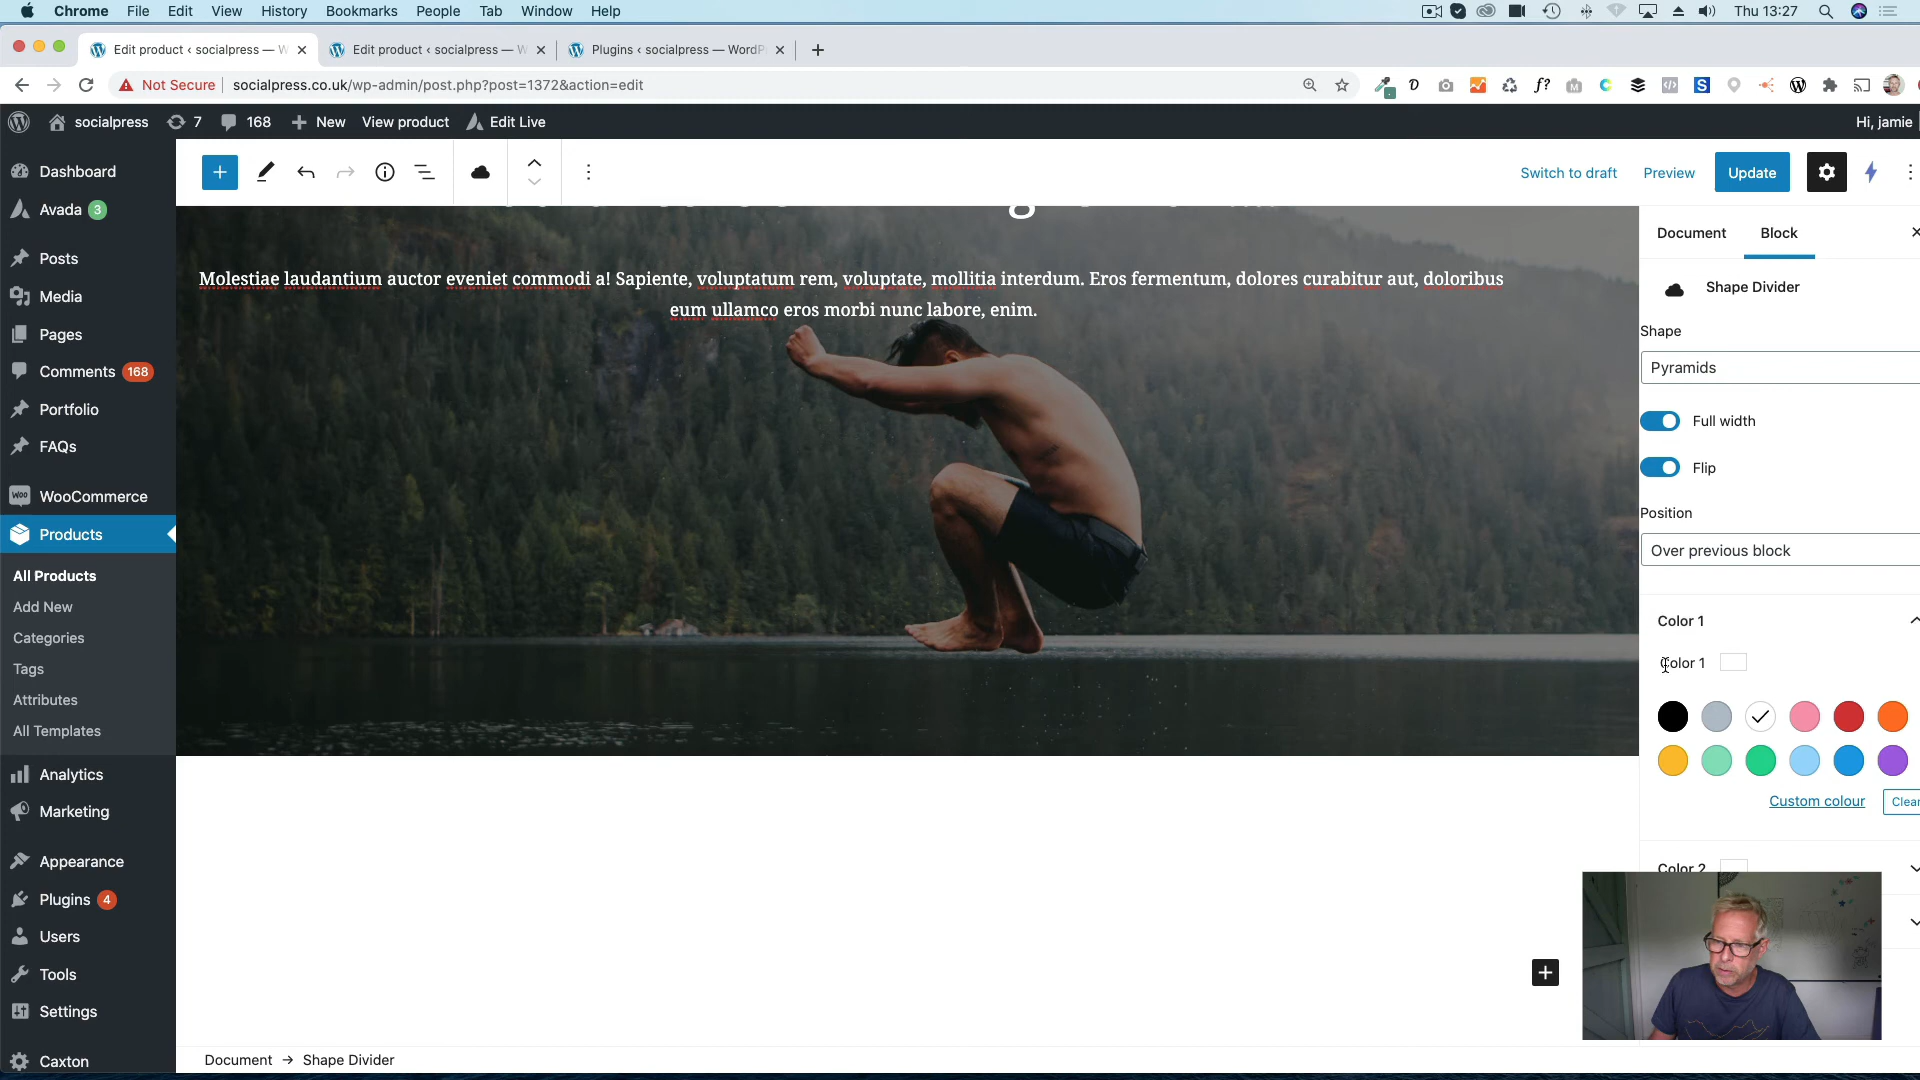 Chrome File Edit View History Bookmarks People Tab Window Help Thu 13:27
Edit product ‹ socialpress — W Edit product ‹ socialpress — W Plugins ‹ socialpress — WordP
Not Secure socialpress.co.uk/wp-admin/post.php?post=1372&action=edit
socialpress 7 168 New View product Edit Live Hi, jamie
Switch to draft Preview Update
Dashboard
Avada 3
Posts
Media
Pages
Comments 168
Portfolio
FAQs
WooCommerce
Products
All Products
Add New
Categories
Tags
Attributes
All Templates
Analytics
Marketing
Appearance
Plugins 4
Users
Tools
Settings
Caxton
Molestiae laudantium auctor eveniet commodi a! Sapiente, voluptatum rem, voluptate, mollitia interdum. Eros fermentum, dolores curabitur aut, doloribus
eum ullamco eros morbi nunc labore, enim.
Document Block
Shape Divider
Shape
Pyramids
Full width
Flip
Position
Over previous block
Color 1
Color 1
Custom colour Clear
Color 2
Document → Shape Divider